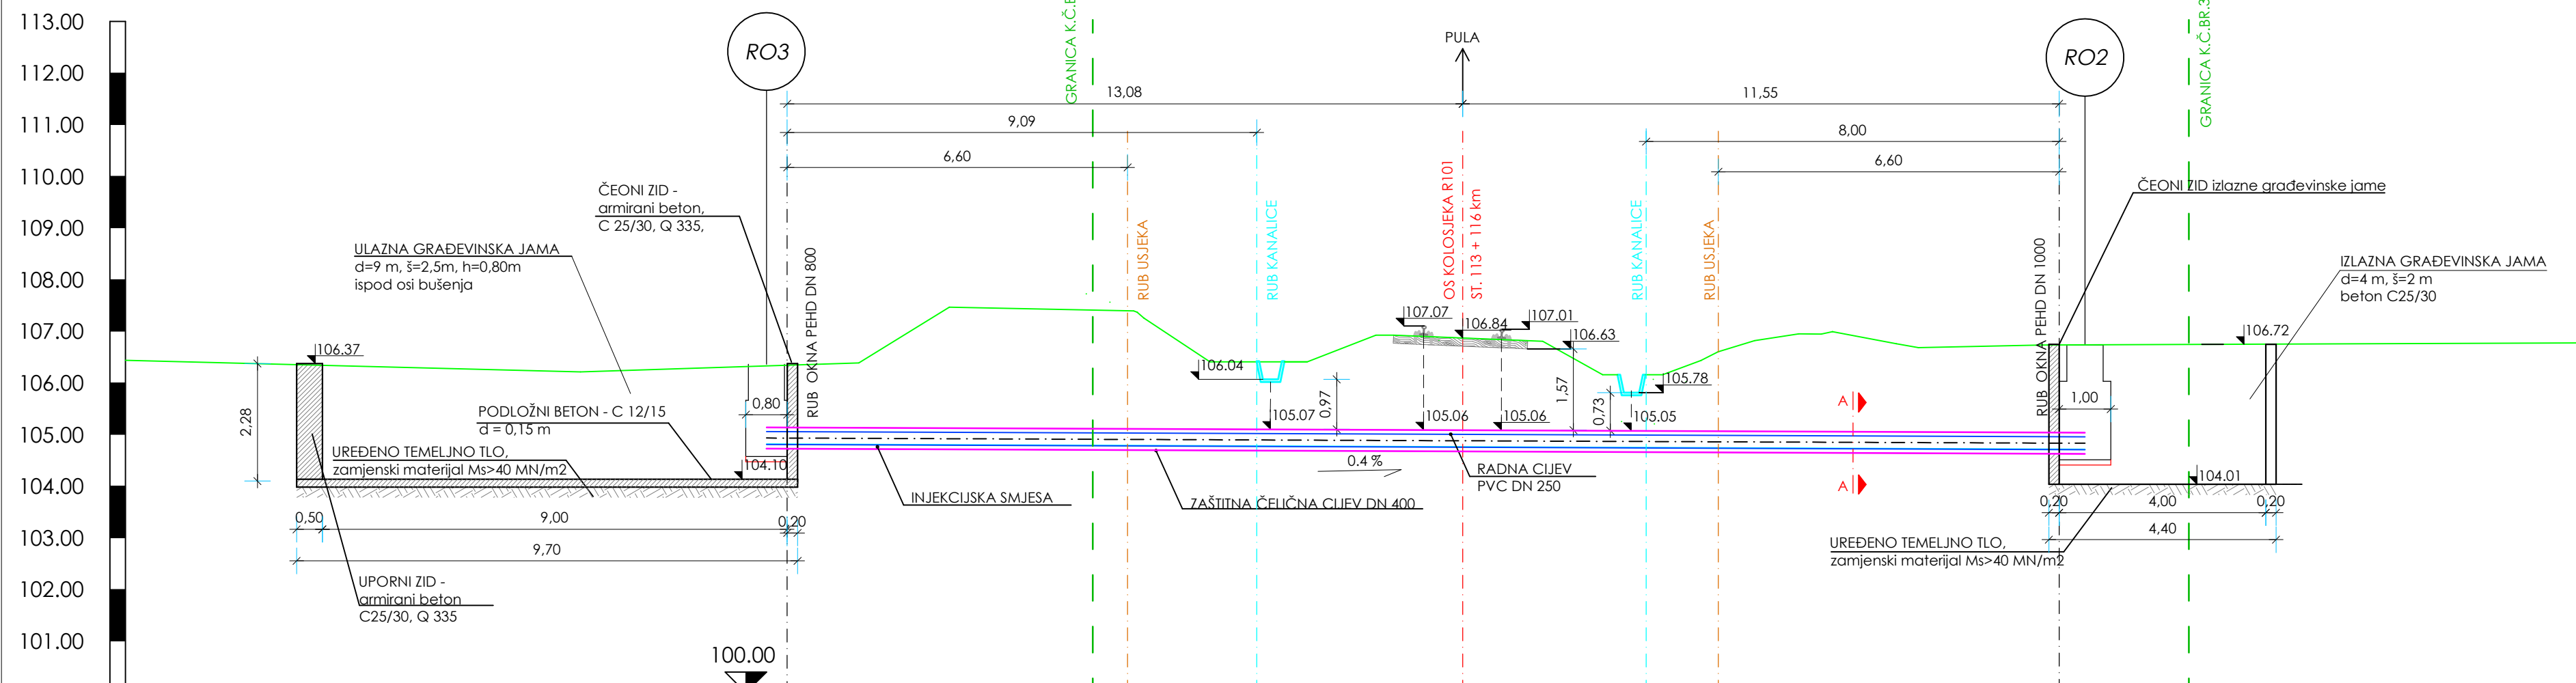 113.00
112.00
111.00
110.00
109.00
108.00
107.00
106.00
105.00
104.00
103.00
102.00
101.00
100.00
RO3
GRANICA K.Č.
PULA
RO2
GRANICA K.Č.BR.3
13,08
11,55
9,09
8,00
6,60
6,60
ČEONI ZID -
armirani beton,
C 25/30, Q 335,
ULAZNA GRAĐEVINSKA JAMA
d=9 m, š=2,5m, h=0,80m
ispod osi bušenja
RUB OKNA PEHD DN 800
RUB USJEKA
RUB KANALICE
OS KOLOSJEKA R101
ST. 113 + 116 km
RUB KANALICE
RUB USJEKA
RUB OKNA PEHD DN 1000
ČEONI ZID izlazne građevinske jame
IZLAZNA GRAĐEVINSKA JAMA
d=4 m, š=2 m
beton C25/30
106.37
106.04
107.07
106.84
107.01
106.63
105.78
106.72
2,28
0,80
0,97
1,57
0,73
1,00
105.07
105.06
105.06
105.05
A
A
PODLOŽNI BETON - C 12/15
d = 0,15 m
UREĐENO TEMELJNO TLO,
zamjenski materijal Ms>40 MN/m2
104.10
INJEKCIJSKA SMJESA
ZAŠTITNA ČELIČNA CIJEV DN 400
0.4 %
RADNA CIJEV
PVC DN 250
104.01
0,50
9,00
0,20
9,70
0,20
4,00
0,20
4,40
UREĐENO TEMELJNO TLO,
zamjenski materijal Ms>40 MN/m2
UPORNI ZID -
armirani beton
C25/30, Q 335